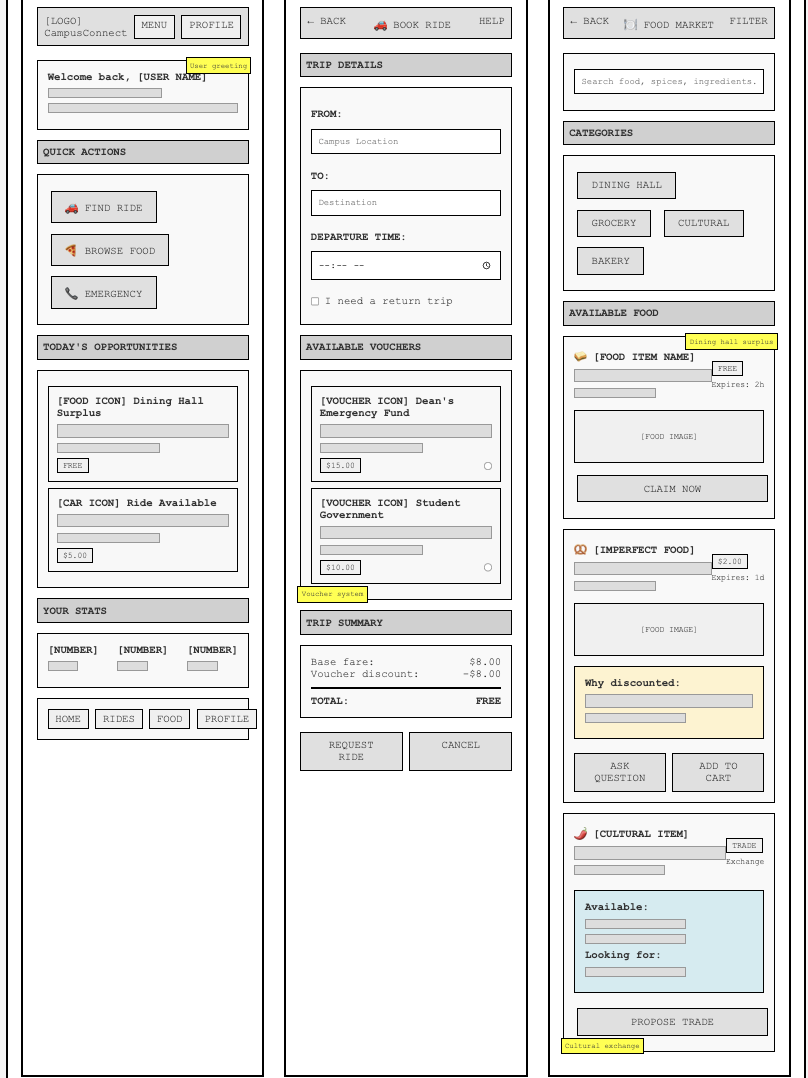 [LOGO]
CampusConnect
MENU
PROFILE
User greeting
Welcome back, [USER NAME]
QUICK ACTIONS
🚗 FIND RIDE
🍕 BROWSE FOOD
📞 EMERGENCY
TODAY'S OPPORTUNITIES
[FOOD ICON] Dining Hall
Surplus
FREE
[CAR ICON] Ride Available
$5.00
YOUR STATS
[NUMBER] [NUMBER] [NUMBER]
HOME RIDES FOOD PROFILE
← BACK 🚗 BOOK RIDE HELP
TRIP DETAILS
FROM:
Campus Location
TO:
Destination
DEPARTURE TIME:
--:-- --
I need a return trip
AVAILABLE VOUCHERS
[VOUCHER ICON] Dean's
Emergency Fund
$15.00
[VOUCHER ICON] Student
Government
$10.00
Voucher system
TRIP SUMMARY
Base fare: $8.00
Voucher discount: -$8.00
TOTAL: FREE
REQUEST
RIDE
CANCEL
← BACK 🍽️ FOOD MARKET FILTER
Search food, spices, ingredients.
CATEGORIES
DINING HALL
GROCERY CULTURAL
BAKERY
AVAILABLE FOOD
Dining hall surplus
[FOOD ITEM NAME]
FREE
Expires: 2h
[FOOD IMAGE]
CLAIM NOW
🥨 [IMPERFECT FOOD]
$2.00
Expires: 1d
[FOOD IMAGE]
Why discounted:
ASK
QUESTION
ADD TO
CART
🌶️ [CULTURAL ITEM]
TRADE
Exchange
Available:
Looking for:
PROPOSE TRADE
Cultural exchange